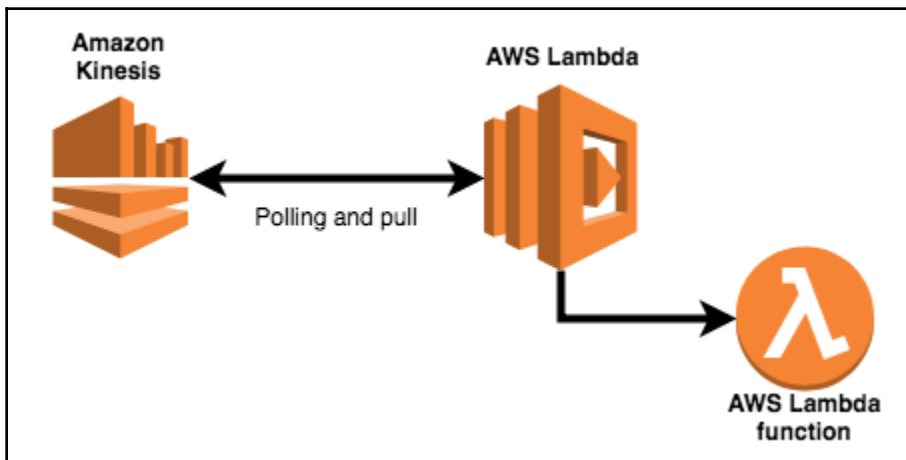 Amazon
Kinesis
AWS Lambda
Polling and pull
AWS Lambda
function